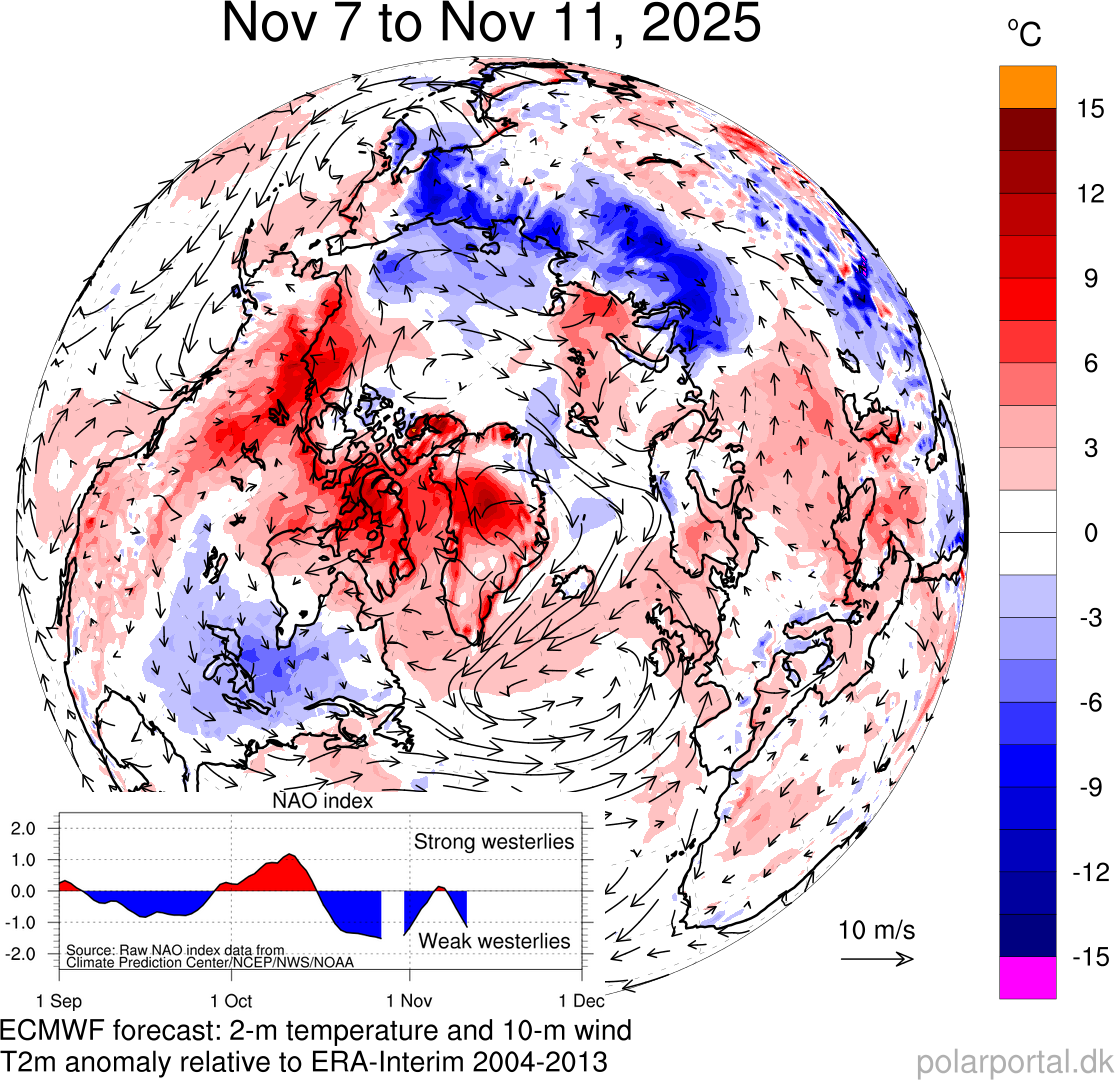 Nov 7 to Nov 11, 2025
°C
15
12
9
6
3
0
-3
-6
-9
-12
-15
NAO index
2.0
1.0
0.0
-1.0
-2.0
Strong westerlies
Weak westerlies
Source: Raw NAO index data from
Climate Prediction Center/NCEP/NWS/NOAA
1 Sep 1 Oct 1 Nov 1 Dec
10 m/s
ECMWF forecast: 2-m temperature and 10-m wind
T2m anomaly relative to ERA-Interim 2004-2013
polarportal.dk